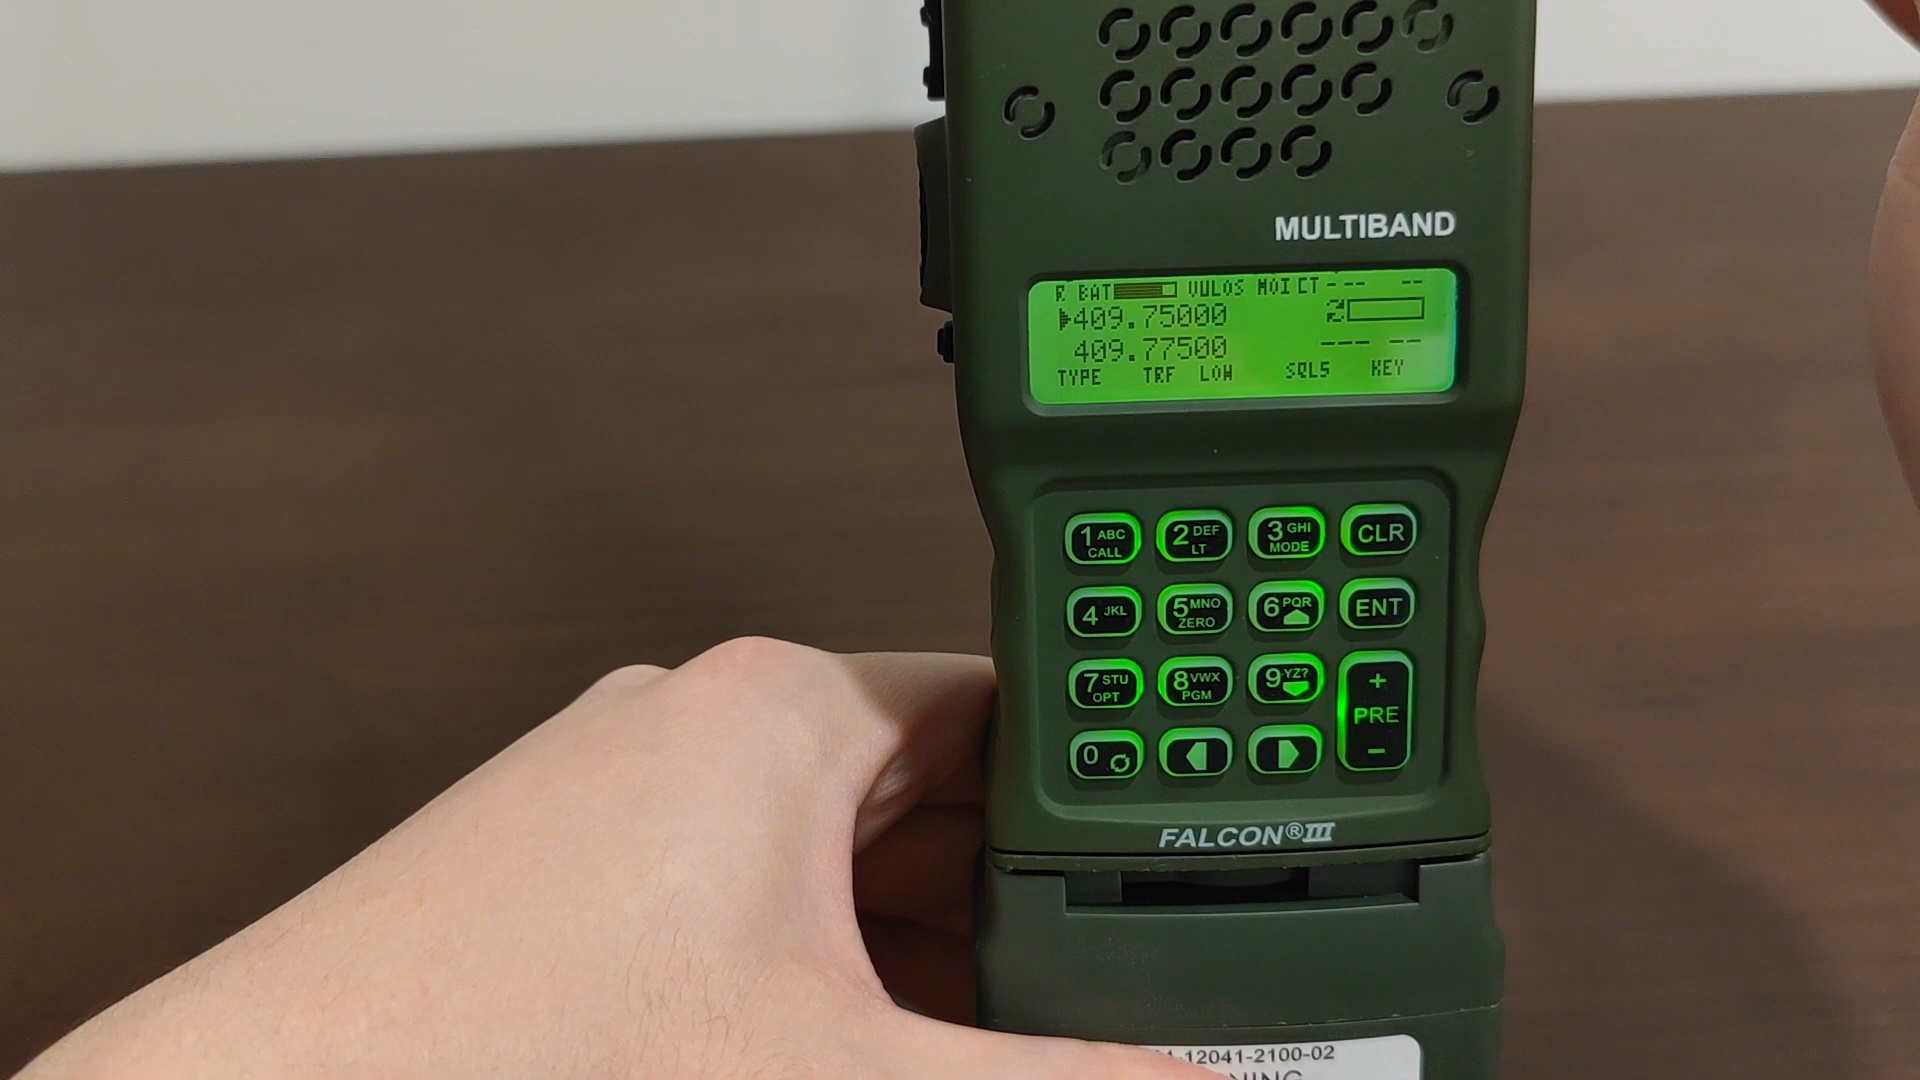 MULTIBAND
R BAT VULOS MOI CT - -- --
409.75000
409.77500 --- --
TYPE TRF LOW SQL5 KEY
1 ABC CALL
2 DEF LT
3 GHI MODE
CLR
4 JKL
5 MNO ZERO
6 PQR
ENT
7 STU OPT
8 VWX PGM
9 YZ?
+ PRE -
0
FALCON®III
12041-2100-02